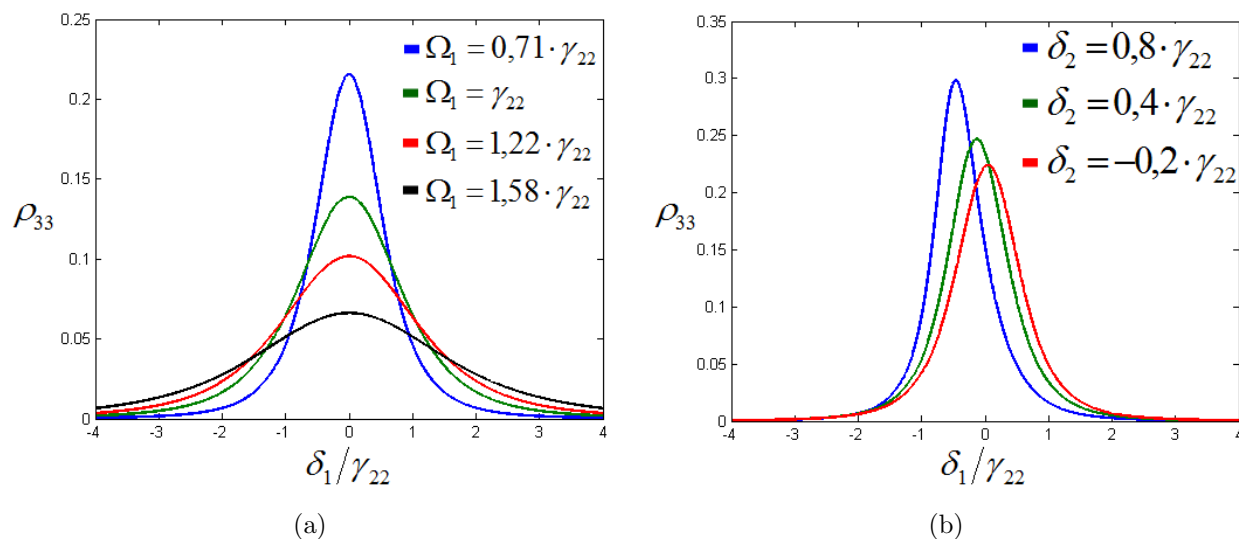 0.25
0.2
0.15
0.1
0.05
0
ρ₃₃
Ω₁ = 0,71·γ₂₂
Ω₁ = γ₂₂
Ω₁ = 1,22·γ₂₂
Ω₁ = 1,58·γ₂₂
-4 -3 -2 -1 0 1 2 3 4
δ₁/γ₂₂
(a)
0.35
0.3
0.25
0.2
0.15
0.1
0.05
0
ρ₃₃
δ₂ = 0,8·γ₂₂
δ₂ = 0,4·γ₂₂
δ₂ = −0,2·γ₂₂
-4 -3 -2 -1 0 1 2 3 4
δ₁/γ₂₂
(b)